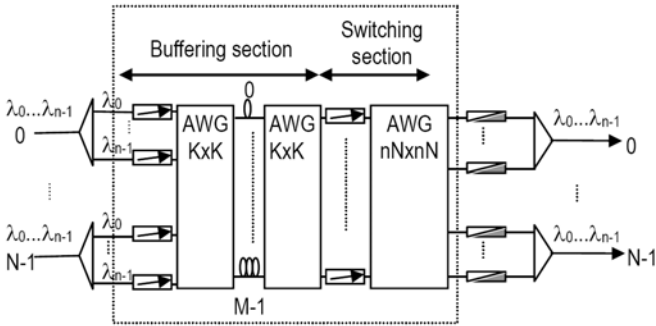 Buffering section
Switching section
λ0...λn-1
0
λ0
λn-1
AWG KxK
0
AWG KxK
AWG nNxnN
λ0...λn-1
0
λ0...λn-1
N-1
λ0
λn-1
M-1
λ0...λn-1
N-1